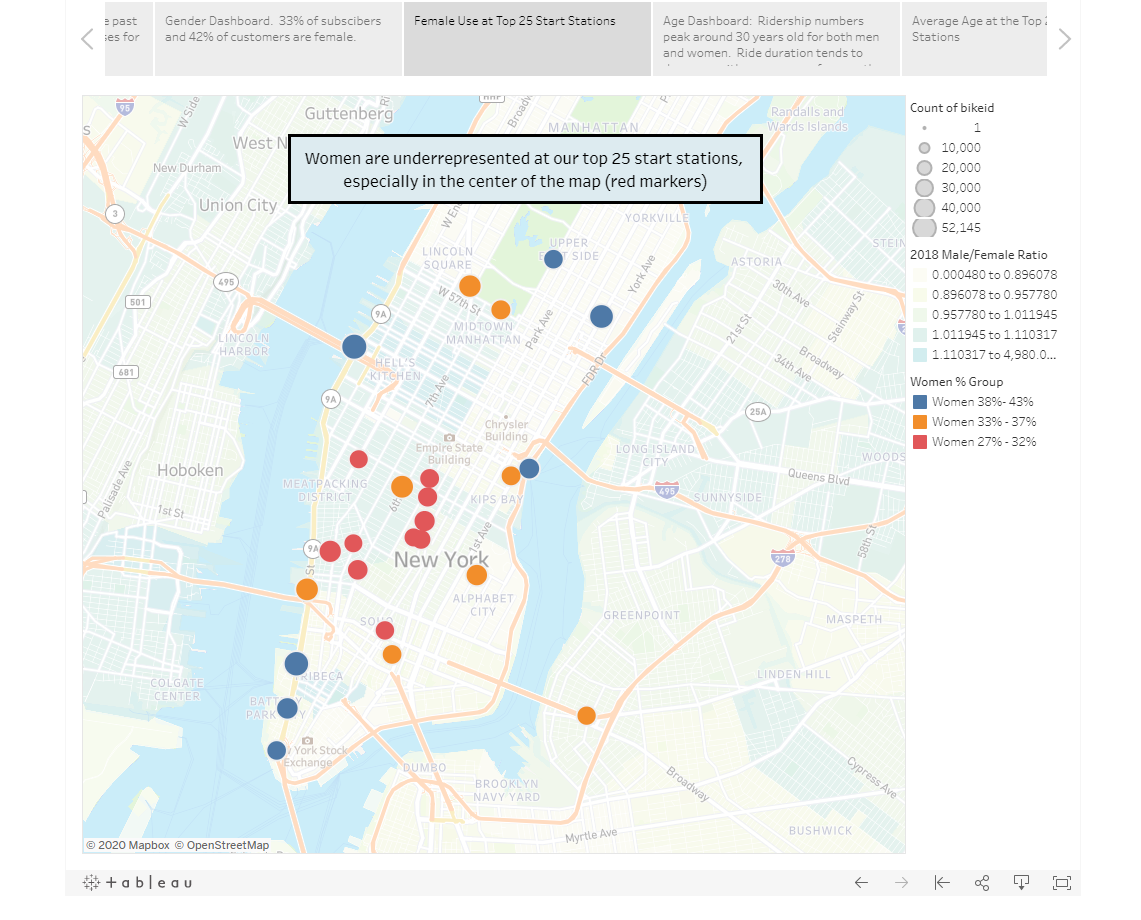 e past
es for
Gender Dashboard.  33% of subscibers
and 42% of customers are female.
Female Use at Top 25 Start Stations
Age Dashboard:  Ridership numbers
peak around 30 years old for both men
and women.  Ride duration tends to
Average Age at the Top
Stations
Women are underrepresented at our top 25 start stations,
especially in the center of the map (red markers)
95
W Side
Guttenberg
Broadw
MANHATTAN
Randalls and
Wards Islands
West N
New Durham
3
Union City
W En
YORKVILLE
LINCOLN
SQUARE
UPPER
E T SIDE
STEIN
ASTORIA
York Ave
495
501
W 57th St
9A
30th Ave
Steinway St
MIDTOWN
MANHATTAN
Park Ave
21st St
LINCOLN
HARBOR
HELL'S
KITCHEN
Broadway
34th Ave
FDR Dr
681
7th Ave
9A
25A
Chrysler
Building
Empire State
Building
LONG ISLAND
CITY
WOODS
Hoboken
Palisade Ave
MEATPACKING
DISTRICT
6th
KIPS BAY
495
Queens Blvd
SUNNYSIDE
1st St
1st Ave
58th St
9A
New York
278
St
ALPHABET
CITY
GREENPOINT
MASPETH
SOHO
TRIBECA
LINDEN HILL
COLGATE
CENTER
BATTERY
PARK CITY
New York Stock
Exchange
DUMBO
BROOKLYN
NAVY YARD
Broadway
Cypress Ave
Myrtle Ave
BUSHWICK
© 2020 Mapbox © OpenStreetMap
Count of bikeid
1
10,000
20,000
30,000
40,000
52,145
2018 Male/Female Ratio
0.000480 to 0.896078
0.896078 to 0.957780
0.957780 to 1.011945
1.011945 to 1.110317
1.110317 to 4,980.0...
Women % Group
Women 38%- 43%
Women 33% - 37%
Women 27% - 32%
+ableau